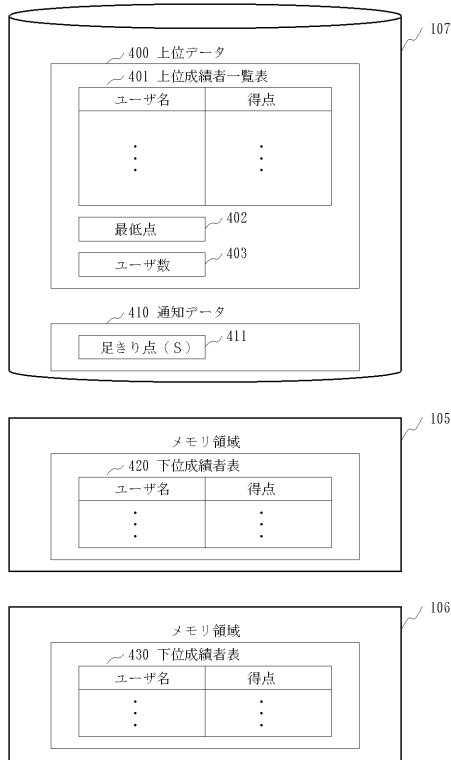 107
400 上位データ
401 上位成績者一覧表
ユーザ名 得点
最低点 402
ユーザ数 403
410 通知データ
足きり点(S) 411
105
メモリ領域
420 下位成績者表
ユーザ名 得点
106
メモリ領域
430 下位成績者表
ユーザ名 得点